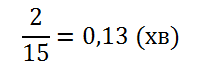 2/15 = 0,13 (хв)